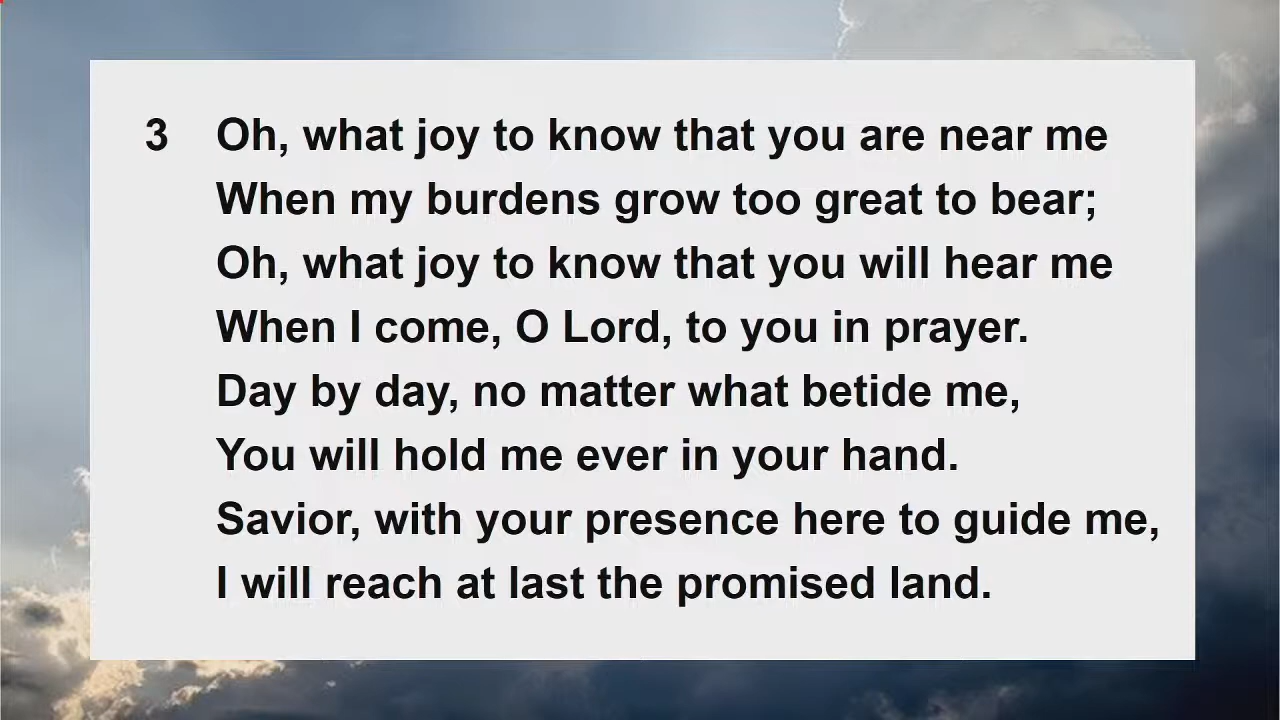 3 Oh, what joy to know that you are near me
When my burdens grow too great to bear;
Oh, what joy to know that you will hear me
When I come, O Lord, to you in prayer.
Day by day, no matter what betide me,
You will hold me ever in your hand.
Savior, with your presence here to guide me,
I will reach at last the promised land.